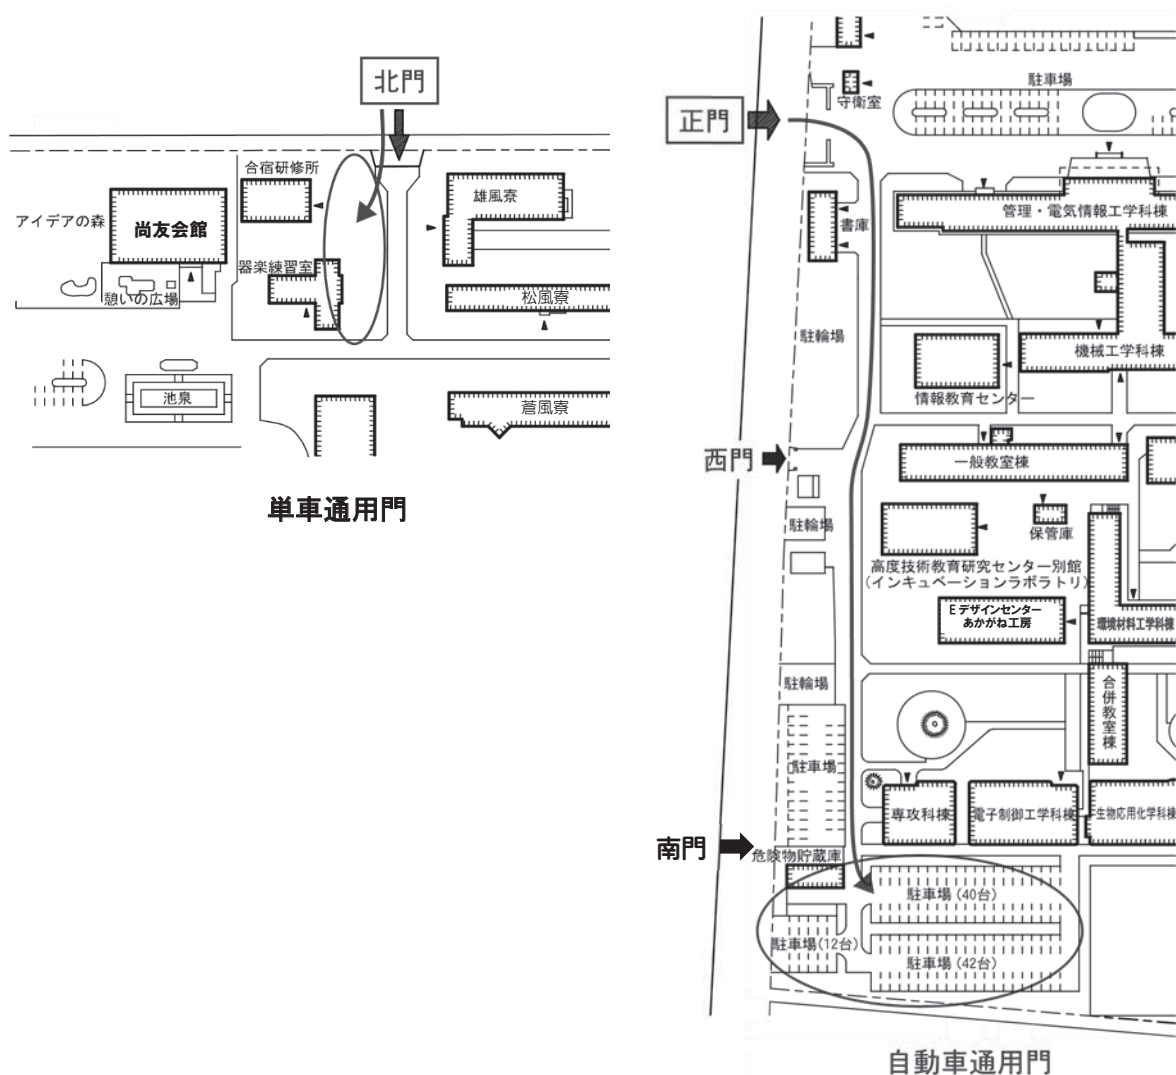 北門
合宿研修所
雄風寮
アイデアの森
尚友会館
器楽練習室
憩いの広場
松風寮
池泉
蒼風寮
単車通用門
駐車場
守衛室
正門
管理・電気情報工学科棟
書庫
駐輪場
機械工学科棟
情報教育センター
西門
一般教室棟
駐輪場
保管庫
高度技術教育研究センター別館
(インキュベーションラボラトリ)
Eデザインセンター
あかがね工房
環境材料工学科棟
駐輪場
合併教室棟
駐車場
専攻科棟
電子制御工学科棟
生物応用化学科棟
南門
危険物貯蔵庫
駐車場(40台)
駐車場(12台)
駐車場(42台)
自動車通用門